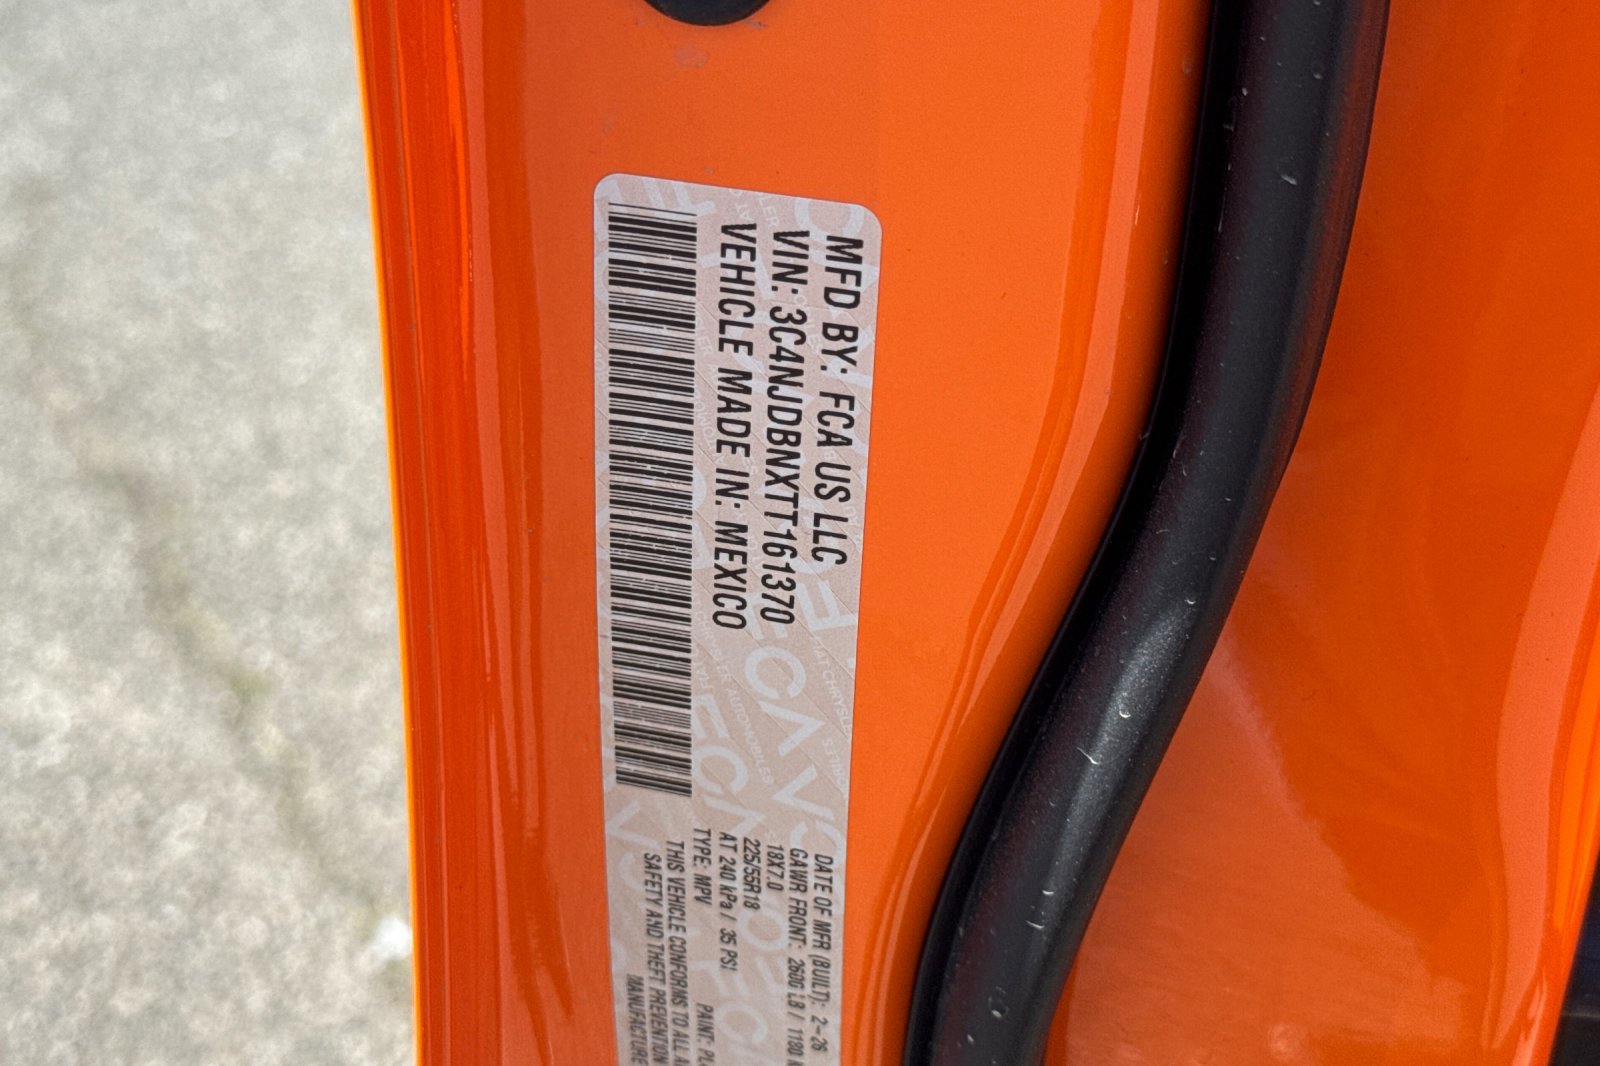 MFD BY: FCA US LLC
VIN: 3C4NJDBNXTT161370
VEHICLE MADE IN: MEXICO
DATE OF MFR (BUILT): 2-26
GAWR FRONT: 2600 LB / 1180
18X7.0
225/55R18
AT 240 kPa / 35 PSI
TYPE: MPV PAINT:
THIS VEHICLE CONFORMS TO ALL
SAFETY AND THEFT PREVENTION
MANUFACTURE